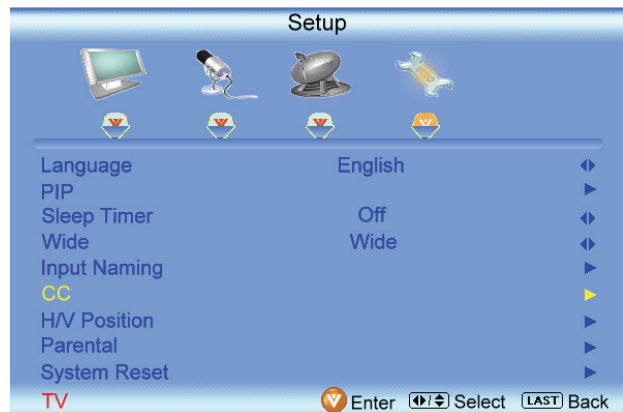 Setup
Language English
PIP
Sleep Timer Off
Wide Wide
Input Naming
CC
H/V Position
Parental
System Reset
TV Enter Select LAST Back